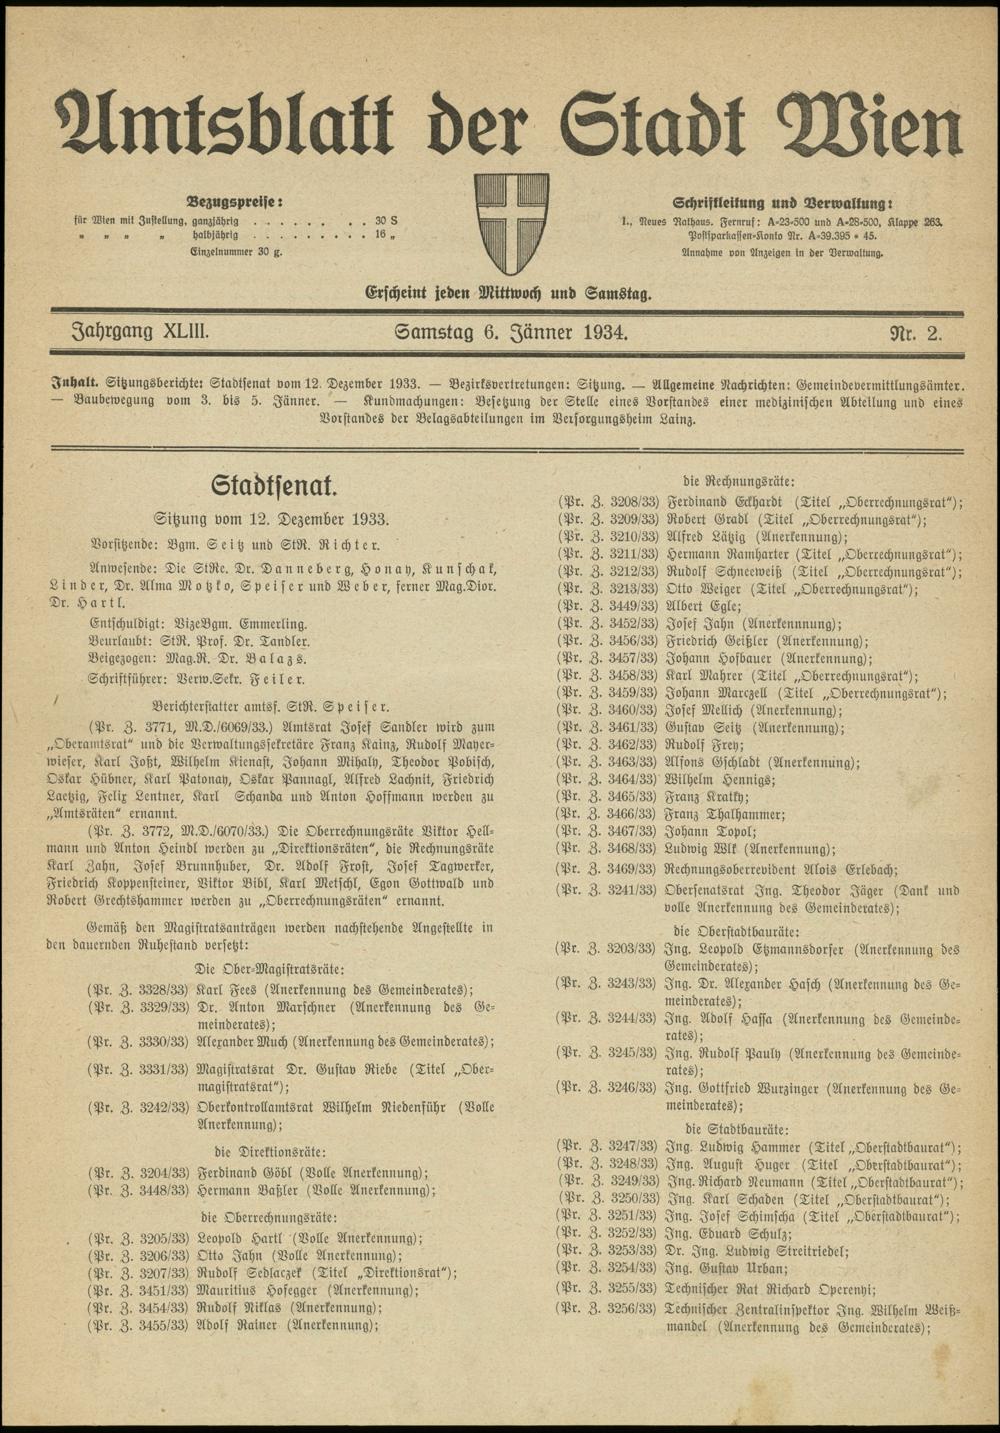 Amtsblatt der Stadt Wien
Bezugspreise:
für Wien mit Zustellung, ganzjährig . . . . . . . . 30 S
" " " " halbjährig . . . . . . . . . 16 „
Einzelnummer 30 g.
Schriftleitung und Verwaltung:
1., Neues Rathaus. Fernruf: A-23-500 und A-28-500, Klappe 263.
Postsparkassen-Konto Nr. A-39.395 • 45.
Annahme von Anzeigen in der Verwaltung.
Erscheint jeden Mittwoch und Samstag.
Jahrgang XLIII. Samstag 6. Jänner 1934. Nr. 2.
Inhalt. Sitzungsberichte: Stadtsenat vom 12. Dezember 1933. — Bezirksvertretungen: Sitzung. — Allgemeine Nachrichten: Gemeindevermittlungsämter.
— Baubewegung vom 3. bis 5. Jänner. — Kundmachungen: Besetzung der Stelle eines Vorstandes einer medizinischen Abteilung und eines
Vorstandes der Belagsabteilungen im Versorgungsheim Lainz.
Stadtsenat.
Sitzung vom 12. Dezember 1933.
Vorsitzende: Bgm. Seitz und StR. Richter.
Anwesende: Die StRe. Dr. Danneberg, Honay, Kunschak,
Linder, Dr. Alma Motzko, Speiser und Weber, ferner Mag.Dior.
Dr. Hartl.
Entschuldigt: VizeBgm. Emmerling.
Beurlaubt: StR. Prof. Dr. Tandler.
Beigezogen: Mag.R. Dr. Balazs.
Schriftführer: Verw.Sekr. Feiler.
Berichterstatter amtsf. StR. Speiser.
(Pr. Z. 3771, M.D./6069/33.) Amtsrat Josef Sandler wird zum
„Oberamtsrat“ und die Verwaltungssekretäre Franz Kainz, Rudolf Mayer-
wieser, Karl Joßt, Wilhelm Kienast, Johann Mihaly, Theodor Pobisch,
Oskar Hübner, Karl Patonay, Oskar Pannagl, Alfred Lachnit, Friedrich
Laetzig, Felix Lentner, Karl Schanda und Anton Hoffmann werden zu
„Amtsräten“ ernannt.
(Pr. Z. 3772, M.D./6070/33.) Die Oberrechnungsräte Viktor Hell-
mann und Anton Heindl werden zu „Direktionsräten“, die Rechnungsräte
Karl Zahn, Josef Brunnhuber, Dr. Adolf Frost, Josef Tagwerker,
Friedrich Koppensteiner, Viktor Bibl, Karl Metschl, Egon Gottwald und
Robert Grechtshammer werden zu „Oberrechnungsräten“ ernannt.
Gemäß den Magistratsanträgen werden nachstehende Angestellte in
den dauernden Ruhestand versetzt:
Die Ober-Magistratsräte:
(Pr. Z. 3328/33) Karl Fees (Anerkennung des Gemeinderates);
(Pr. Z. 3329/33) Dr. Anton Marschner (Anerkennung des Ge-
meinderates);
(Pr. Z. 3330/33) Alexander Much (Anerkennung des Gemeinderates);
(Pr. Z. 3331/33) Magistratsrat Dr. Gustav Riebe (Titel „Ober-
magistratsrat“);
(Pr. Z. 3242/33) Oberkontrollamtsrat Wilhelm Riedenführ (Volle
Anerkennung);
die Direktionsräte:
(Pr. Z. 3204/33) Ferdinand Göbl (Volle Anerkennung);
(Pr. Z. 3448/33) Hermann Baßler (Volle Anerkennung);
die Oberrechnungsräte:
(Pr. Z. 3205/33) Leopold Hartl (Volle Anerkennung);
(Pr. Z. 3206/33) Otto Jahn (Volle Anerkennung);
(Pr. Z. 3207/33) Rudolf Sedlaczek (Titel „Direktionsrat“);
(Pr. Z. 3451/33) Mauritius Hofegger (Anerkennung);
(Pr. Z. 3454/33) Rudolf Niklas (Anerkennung);
(Pr. Z. 3455/33) Adolf Rainer (Anerkennung);
die Rechnungsräte:
(Pr. Z. 3208/33) Ferdinand Eckhardt (Titel „Oberrechnungsrat“);
(Pr. Z. 3209/33) Robert Gradl (Titel „Oberrechnungsrat“);
(Pr. Z. 3210/33) Alfred Lätzig (Anerkennung);
(Pr. Z. 3211/33) Hermann Ramharter (Titel „Oberrechnungsrat“);
(Pr. Z. 3212/33) Rudolf Schneeweiß (Titel „Oberrechnungsrat“);
(Pr. Z. 3213/33) Otto Weiger (Titel „Oberrechnungsrat“);
(Pr. Z. 3449/33) Albert Egle;
(Pr. Z. 3452/33) Josef Jahn (Anerkennnung);
(Pr. Z. 3456/33) Friedrich Geißler (Anerkennung);
(Pr. Z. 3457/33) Johann Hofbauer (Anerkennung);
(Pr. Z. 3458/33) Karl Mahrer (Titel „Oberrechnungsrat“);
(Pr. Z. 3459/33) Johann Marczell (Titel „Oberrechnungsrat“);
(Pr. Z. 3460/33) Josef Mellich (Anerkennung);
(Pr. Z. 3461/33) Gustav Seitz (Anerkennung);
(Pr. Z. 3462/33) Rudolf Frey;
(Pr. Z. 3463/33) Alfons Gschladt (Anerkennung);
(Pr. Z. 3464/33) Wilhelm Hennigs;
(Pr. Z. 3465/33) Franz Kratky;
(Pr. Z. 3466/33) Franz Thalhammer;
(Pr. Z. 3467/33) Johann Topol;
(Pr. Z. 3468/33) Ludwig Wlk (Anerkennung);
(Pr. Z. 3469/33) Rechnungsoberrevident Alois Erlebach;
(Pr. Z. 3241/33) Obersenatsrat Ing. Theodor Jäger (Dank und
volle Anerkennung des Gemeinderates);
die Oberstadtbauräte:
(Pr. Z. 3203/33) Ing. Leopold Etzmannsdorfer (Anerkennung des
Gemeinderates);
(Pr. Z. 3243/33) Ing. Dr. Alexander Hasch (Anerkennung des Ge-
meinderates);
(Pr. Z. 3244/33) Ing. Adolf Hassa (Anerkennung des Gemeinde-
rates);
(Pr. Z. 3245/33) Ing. Rudolf Pauly (Anerkennung des Gemeinde-
rates);
(Pr. Z. 3246/33) Ing. Gottfried Wurzinger (Anerkennung des Ge-
meinderates);
die Stadtbauräte:
(Pr. Z. 3247/33) Ing. Ludwig Hammer (Titel „Oberstadtbaurat“);
(Pr. Z. 3248/33) Ing. August Huger (Titel „Oberstadtbaurat“);
(Pr. Z. 3249/33) Ing. Richard Neumann (Titel „Oberstadtbaurat“);
(Pr. Z. 3250/33) Ing. Karl Schaden (Titel „Oberstadtbaurat“);
(Pr. Z. 3251/33) Ing. Josef Schimscha (Titel „Oberstadtbaurat“);
(Pr. Z. 3252/33) Ing. Eduard Schulz;
(Pr. Z. 3253/33) Dr. Ing. Ludwig Streitriedel;
(Pr. Z. 3254/33) Ing. Gustav Urban;
(Pr. Z. 3255/33) Technischer Rat Richard Operenyi;
(Pr. Z. 3256/33) Technischer Zentralinspektor Ing. Wilhelm Weiß-
mandel (Anerkennung des Gemeinderates);